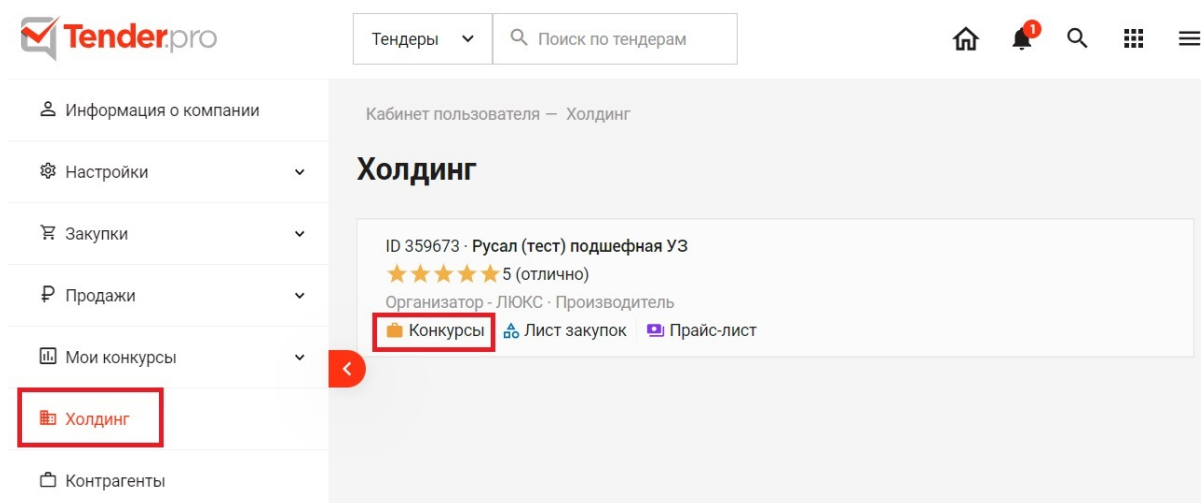 Tender.pro
Тендеры
Поиск по тендерам
1
Информация о компании
Настройки
Закупки
Продажи
Мои конкурсы
Холдинг
Контрагенты
Кабинет пользователя — Холдинг
Холдинг
ID 359673 · Русал (тест) подшефная УЗ
5 (отлично)
Организатор - ЛЮКС · Производитель
Конкурсы Лист закупок Прайс-лист